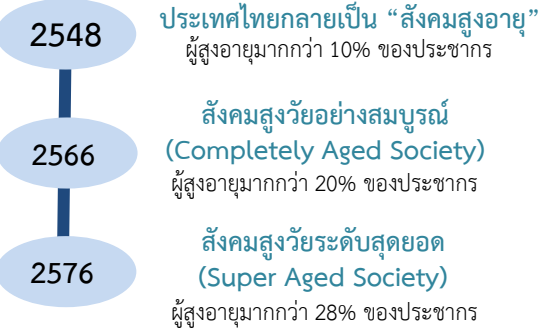 2548
ประเทศไทยกลายเป็น “สังคมสูงอายุ”
ผู้สูงอายุมากกว่า 10% ของประชากร
2566
สังคมสูงวัยอย่างสมบูรณ์
(Completely Aged Society)
ผู้สูงอายุมากกว่า 20% ของประชากร
2576
สังคมสูงวัยระดับสุดยอด
(Super Aged Society)
ผู้สูงอายุมากกว่า 28% ของประชากร